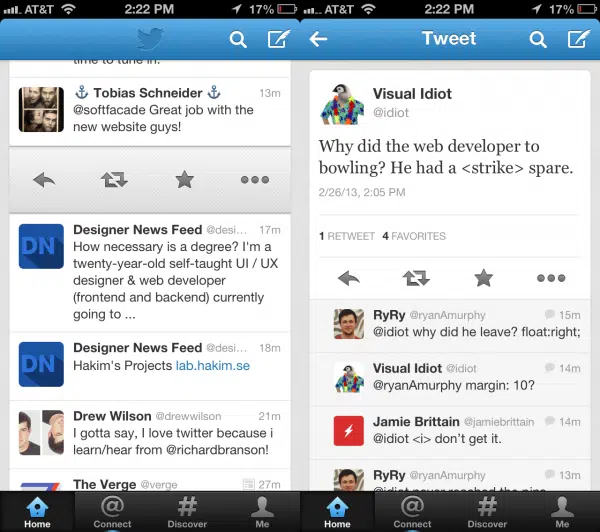 AT&T 2:22 PM 17%
time to tune in.
Tobias Schneider 13m
@softfacade Great job with the
new website guys!
Designer News Feed @desi... 17m
How necessary is a degree? I'm a
twenty-year-old self-taught UI / UX
designer & web developer
(frontend and backend) currently
going to ...
DN
Designer News Feed @desi... 18m
Hakim's Projects lab.hakim.se
DN
Drew Wilson @drewwilson 21m
I gotta say, I love twitter because i
learn/hear from @richardbranson!
The Verge @verge 27m
Home Connect Discover Me
AT&T 2:22 PM 17%
Tweet
Visual Idiot
@idiot
Why did the web developer to
bowling? He had a <strike> spare.
2/26/13, 2:05 PM
1 RETWEET 4 FAVORITES
RyRy @ryanAmurphy 15m
@idiot why did he leave? float:right;
Visual Idiot @idiot 14m
@ryanAmurphy margin: 10?
Jamie Brittain @jamiebrittain 14m
@idiot <i> don't get it.
RyRy @ryanAmurphy 13m
@idiot never reached the pins
Home Connect Discover Me